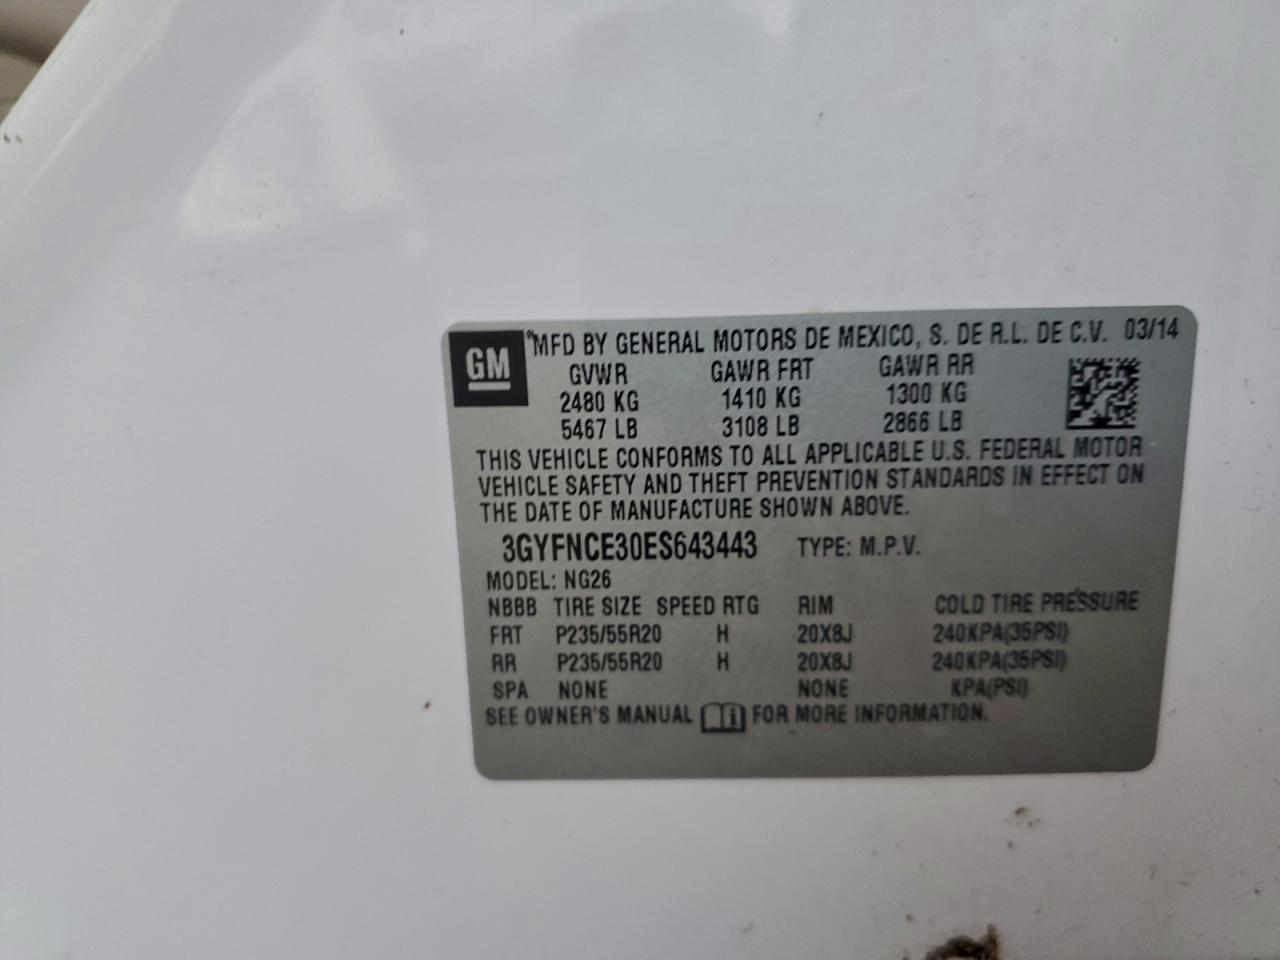 GM
*MFD BY GENERAL MOTORS DE MEXICO, S. DE R.L. DE C.V. 03/14
GVWR GAWR FRT GAWR RR
2480 KG 1410 KG 1300 KG
5467 LB 3108 LB 2866 LB
THIS VEHICLE CONFORMS TO ALL APPLICABLE U.S. FEDERAL MOTOR
VEHICLE SAFETY AND THEFT PREVENTION STANDARDS IN EFFECT ON
THE DATE OF MANUFACTURE SHOWN ABOVE.
3GYFNCE30ES643443 TYPE: M.P.V.
MODEL: NG26
NBBB TIRE SIZE SPEED RTG RIM COLD TIRE PRESSURE
FRT P235/55R20 H 20X8J 240KPA(35PSI)
RR P235/55R20 H 20X8J 240KPA(35PSI)
SPA NONE NONE KPA(PSI)
SEE OWNER'S MANUAL FOR MORE INFORMATION.